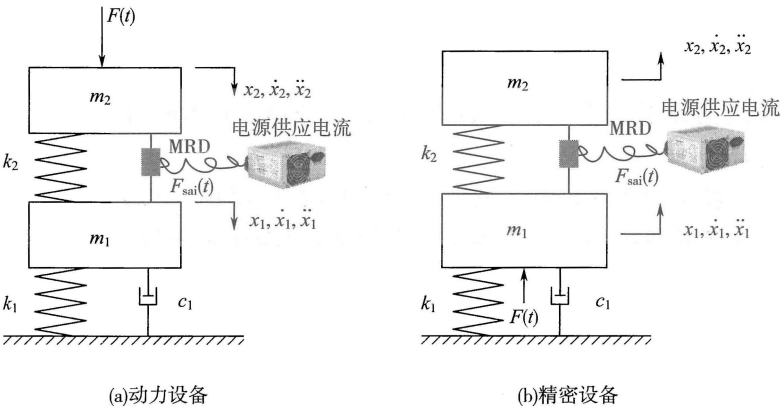 F(t)
m₂
x₂, ẋ₂, ẍ₂
k₂
MRD
电源供应电流
Fsai(t)
m₁
x₁, ẋ₁, ẍ₁
k₁
c₁
(a)动力设备
m₂
x₂, ẋ₂, ẍ₂
k₂
MRD
电源供应电流
Fsai(t)
m₁
x₁, ẋ₁, ẍ₁
k₁
F(t)
c₁
(b)精密设备